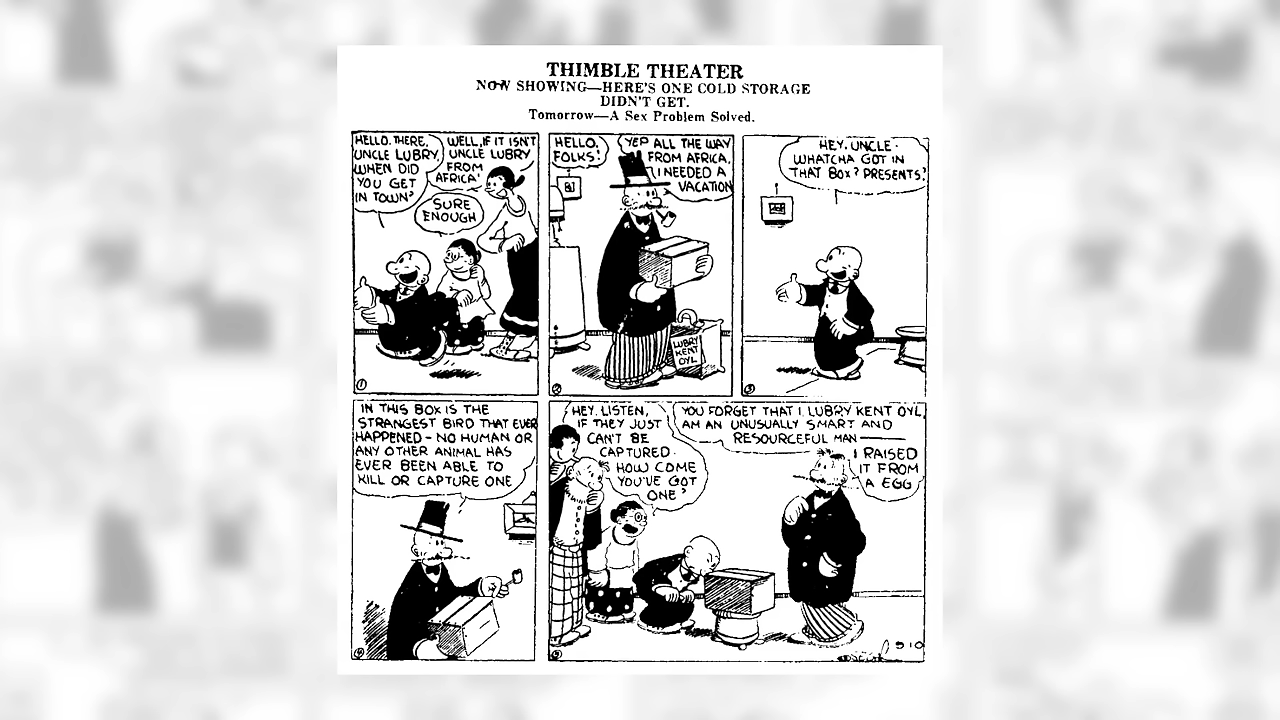 THIMBLE THEATER
NOW SHOWING—HERE'S ONE COLD STORAGE
DIDN'T GET.
Tomorrow—A Sex Problem Solved.
HELLO. THERE,
UNCLE LUBRY,
WHEN DID
YOU GET
IN TOWN?
WELL, IF IT ISN'T
UNCLE LUBRY
FROM
AFRICA!
SURE
ENOUGH
1
HELLO,
FOLKS!
YEP ALL THE WAY
FROM AFRICA,
I NEEDED A
VACATION
LUBRY
KENT
OYL
2
HEY. UNCLE.
WHATCHA GOT IN
THAT BOX? PRESENTS?
3
IN THIS BOX IS THE
STRANGEST BIRD THAT EVER
HAPPENED - NO HUMAN OR
ANY OTHER ANIMAL HAS
EVER BEEN ABLE TO
KILL OR CAPTURE ONE
4
HEY. LISTEN,
IF THEY JUST
CAN'T BE
CAPTURED.
HOW COME
YOU'VE GOT
ONE?
YOU FORGET THAT I, LUBRY KENT OYL,
AM AN UNUSUALLY SMART AND
RESOURCEFUL MAN —
I RAISED
IT FROM
A EGG
5
9 10